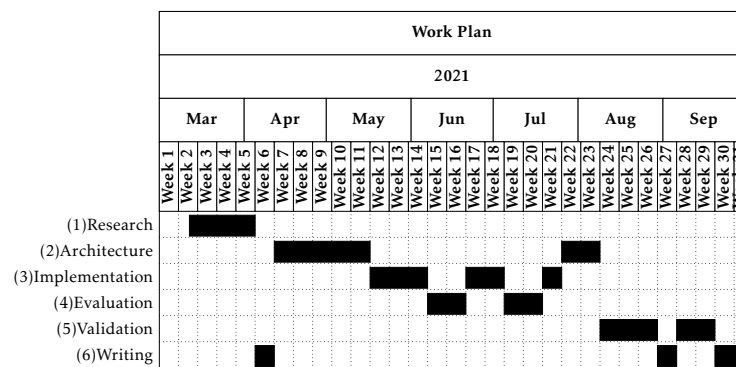 Work Plan
2021
Mar Apr May Jun Jul Aug Sep
Week 1 Week 2 Week 3 Week 4 Week 5 Week 6 Week 7 Week 8 Week 9 Week 10 Week 11 Week 12 Week 13 Week 14 Week 15 Week 16 Week 17 Week 18 Week 19 Week 20 Week 21 Week 22 Week 23 Week 24 Week 25 Week 26 Week 27 Week 28 Week 29 Week 30
(1)Research
(2)Architecture
(3)Implementation
(4)Evaluation
(5)Validation
(6)Writing